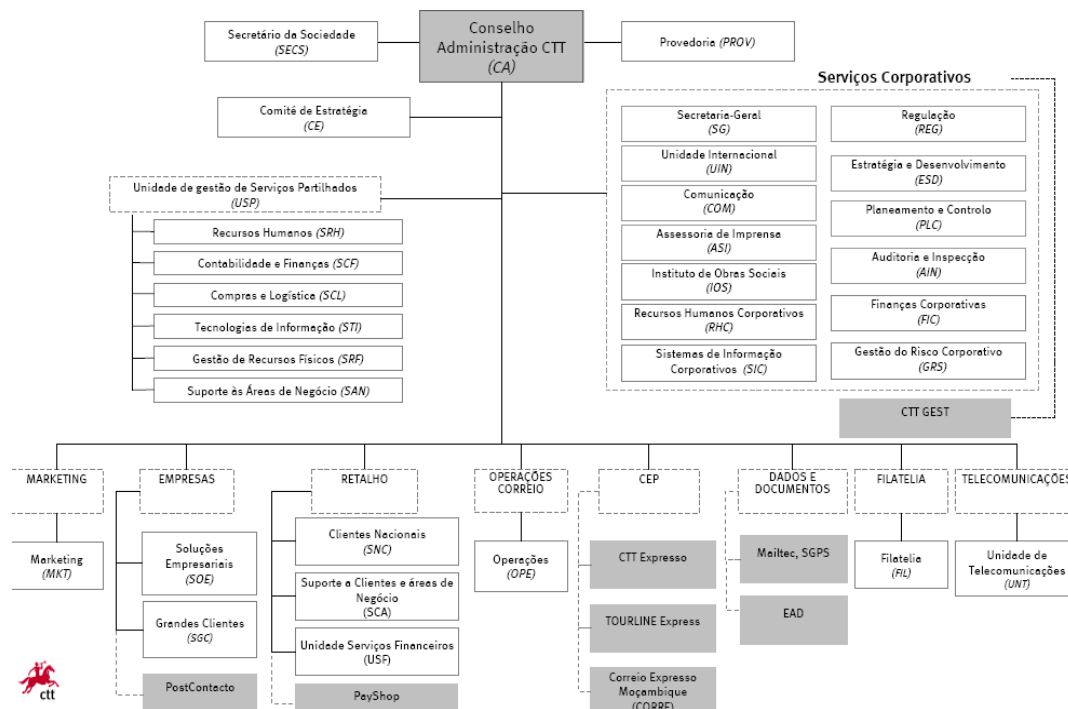 Conselho
Administração CTT
(CA)
Secretário da Sociedade
(SECS)
Provedoria (PROV)
Serviços Corporativos
Comité de Estratégia
(CE)
Secretaria-Geral
(SG)
Unidade Internacional
(UIN)
Comunicação
(COM)
Assessoria de Imprensa
(ASI)
Instituto de Obras Sociais
(IOS)
Recursos Humanos Corporativos
(RHC)
Sistemas de Informação
Corporativos (SIC)
Regulação
(REG)
Estratégia e Desenvolvimento
(ESD)
Planeamento e Controlo
(PLC)
Auditoria e Inspecção
(AIN)
Finanças Corporativas
(FIC)
Gestão do Risco Corporativo
(GRS)
CTT GEST
Unidade de gestão de Serviços Partilhados
(USP)
Recursos Humanos (SRH)
Contabilidade e Finanças (SCF)
Compras e Logística (SCL)
Tecnologias de Informação (STI)
Gestão de Recursos Físicos (SRF)
Suporte às Áreas de Negócio (SAN)
MARKETING
Marketing
(MKT)
EMPRESAS
Soluções
Empresariais
(SOE)
Grandes Clientes
(SGC)
PostContacto
RETALHO
Clientes Nacionais
(SNC)
Suporte a Clientes e áreas de
Negócio
(SCA)
Unidade Serviços Financeiros
(USF)
PayShop
OPERAÇÕES
CORREIO
Operações
(OPE)
CEP
CTT Expresso
TOURLINE Express
Correio Expresso
Moçambique
(CORRE)
DADOS E
DOCUMENTOS
Mailtec, SGPS
EAD
FILATELIA
Filatelia
(FIL)
TELECOMUNICAÇÕES
Unidade de
Telecomunicações
(UNT)
ctt